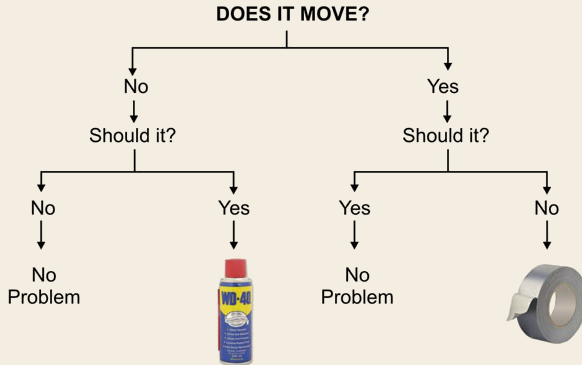 DOES IT MOVE?
No
Yes
Should it?
Should it?
No
Yes
Yes
No
No
Problem
WD-40
No
Problem